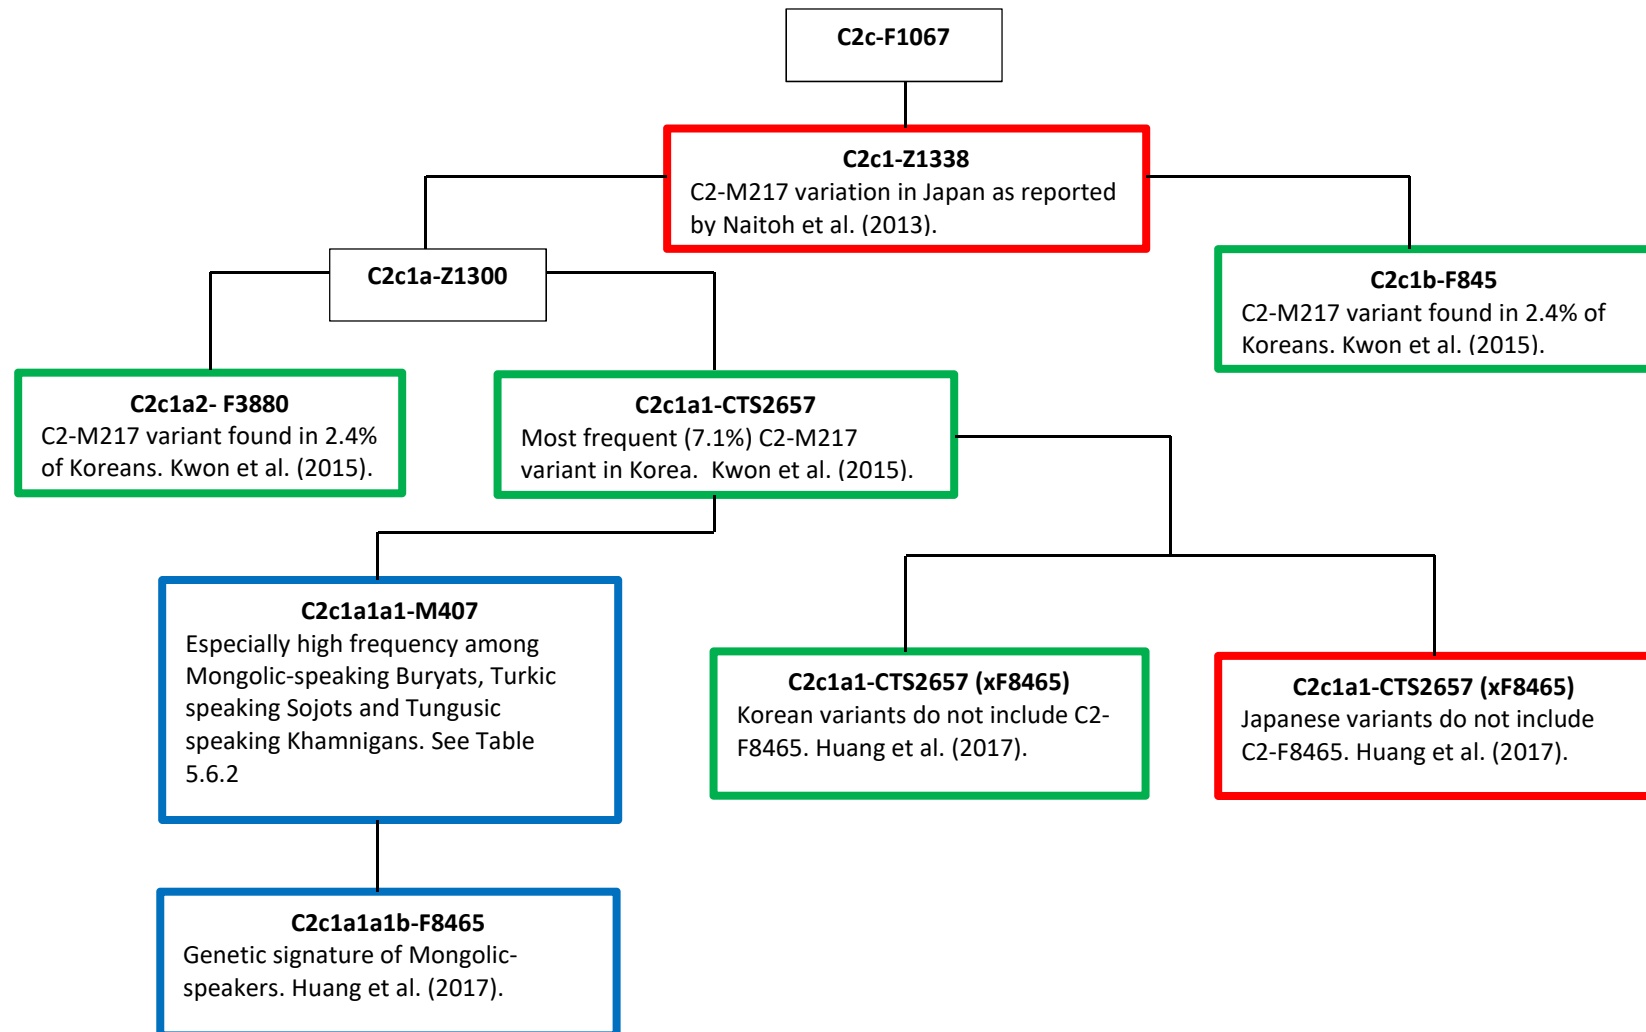 C2c-F1067
C2c1-Z1338
C2-M217 variation in Japan as reported
by Naitoh et al. (2013).
C2c1a-Z1300
C2c1b-F845
C2-M217 variant found in 2.4% of
Koreans. Kwon et al. (2015).
C2c1a2- F3880
C2-M217 variant found in 2.4%
of Koreans. Kwon et al. (2015).
C2c1a1-CTS2657
Most frequent (7.1%) C2-M217
variant in Korea.  Kwon et al. (2015).
C2c1a1a1-M407
Especially high frequency among
Mongolic-speaking Buryats, Turkic
speaking Sojots and Tungusic
speaking Khamnigans. See Table
5.6.2
C2c1a1-CTS2657 (xF8465)
Korean variants do not include C2-
F8465. Huang et al. (2017).
C2c1a1-CTS2657 (xF8465)
Japanese variants do not include
C2-F8465. Huang et al. (2017).
C2c1a1a1b-F8465
Genetic signature of Mongolic-
speakers. Huang et al. (2017).